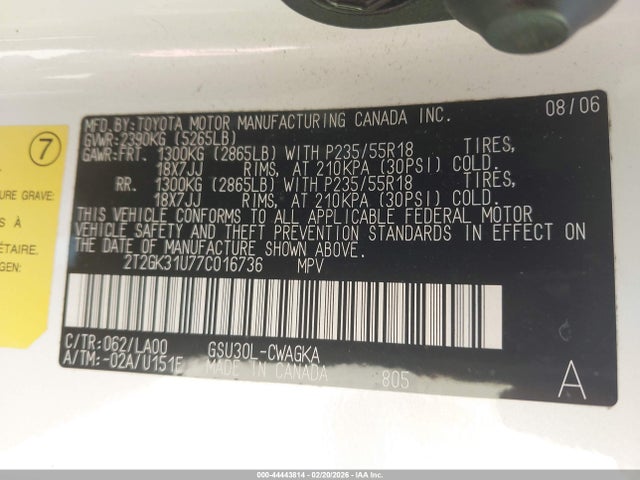 7
URE GRAVE:
S À
ÉTAIRE.
GEN:
MFD.BY:TOYOTA MOTOR MANUFACTURING CANADA INC. 08/06
GVWR:2390KG (5265LB)
GAWR:FRT. 1300KG (2865LB) WITH P235/55R18 TIRES,
18X7JJ RIMS, AT 210KPA (30PSI) COLD.
RR. 1300KG (2865LB) WITH P235/55R18 TIRES,
18X7JJ RIMS, AT 210KPA (30PSI) COLD.
THIS VEHICLE CONFORMS TO ALL APPLICABLE FEDERAL MOTOR
VEHICLE SAFETY AND THEFT PREVENTION STANDARDS IN EFFECT ON
THE DATE OF MANUFACTURE SHOWN ABOVE.
2T2GK31U77C016736 MPV
C/TR:062/LA00 GSU30L-CWAGKA
A/TM:-02A/U151F MADE IN CANADA 805
A
000-44443814 - 02/20/2026 - IAA Inc.